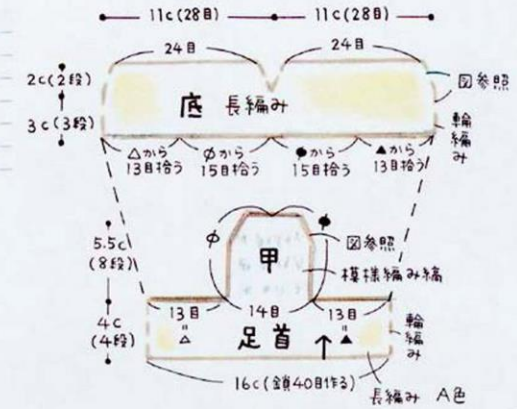 11c(28目) 11c(28目)
24目 24目
2c(2段)
図参照
底 長編み
3c(3段)
輪編み
△から13目拾う φから15目拾う ●から15目拾う ▲から13目拾う
φ
図参照
5.5c(8段)
甲
模様編み縞
13目 14目 13目
4c(4段)
△ 足首 ↑ ▲
輪編み
16c(鎖40目作る)
長編み A色